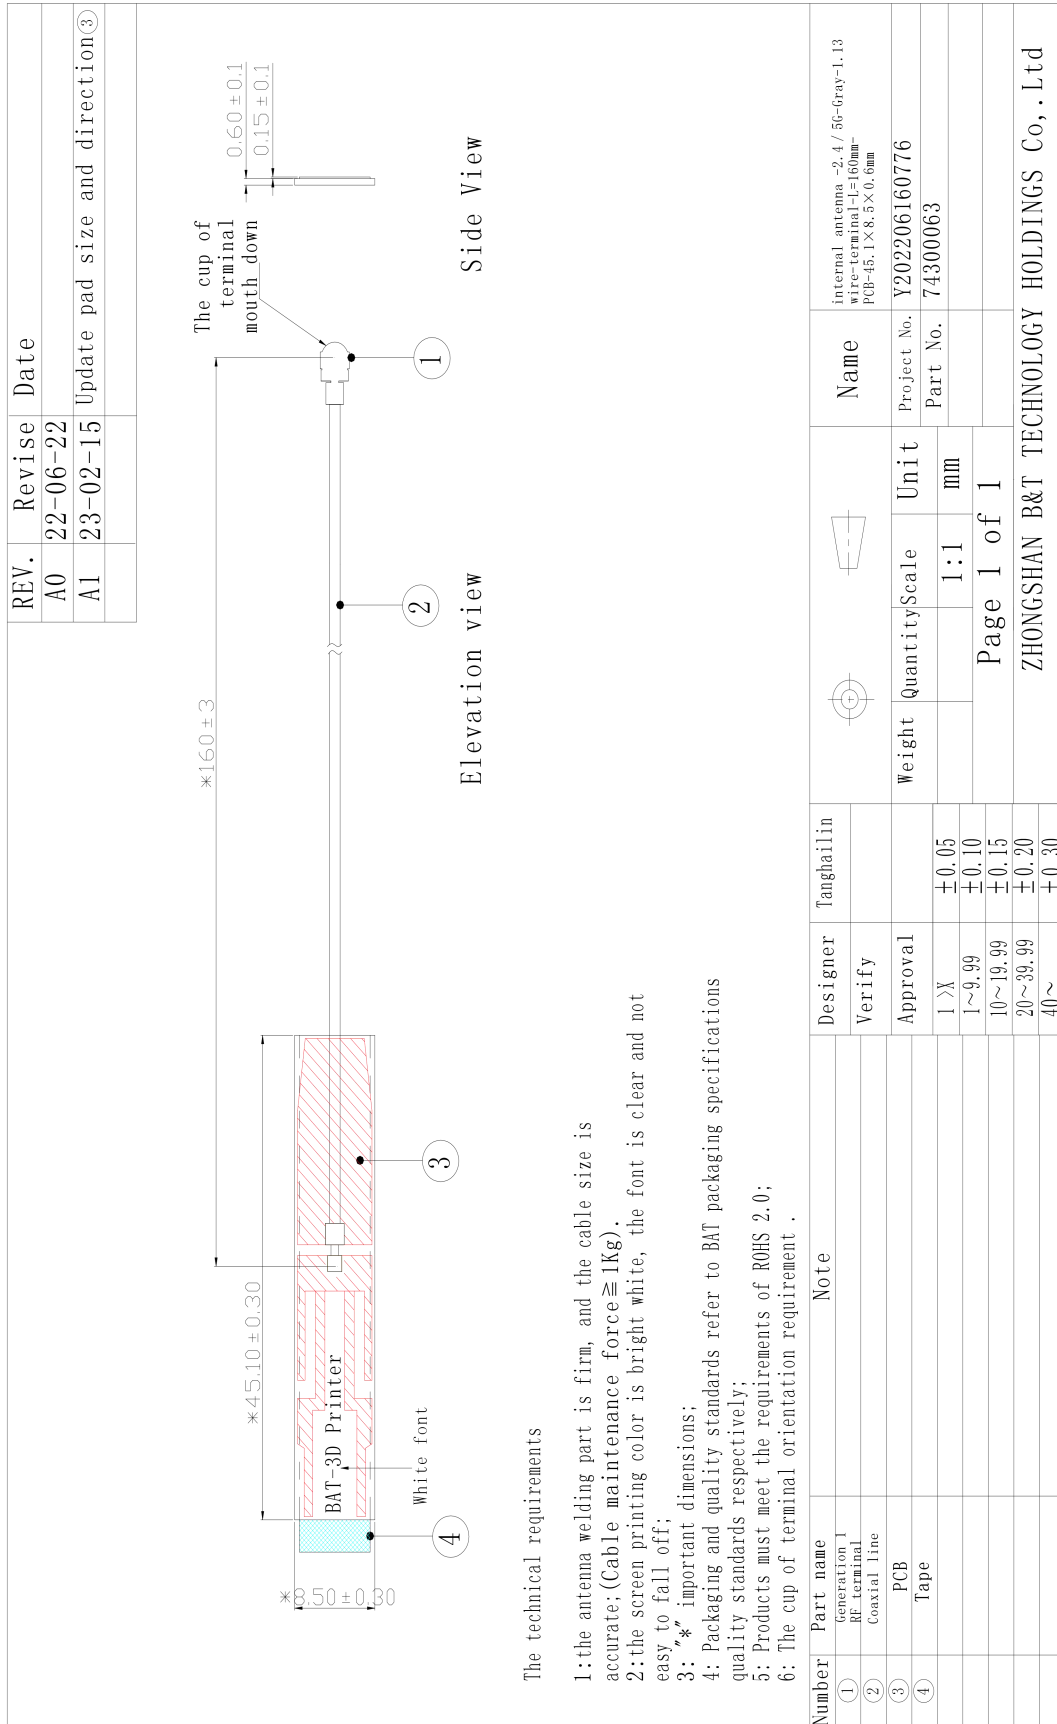 REV. Revise Date
A0 22-06-22
A1 23-02-15 Update pad size and direction③
*160±3
The cup of
terminal
mouth down
0.60±0.1
0.15±0.1
*45.10±0.30
*8.50±0.30
BAT-3D Printer
White font
④
③
②
①
Elevation view
Side View
The technical requirements
1:the antenna welding part is firm, and the cable size is
accurate;(Cable maintenance force≧1Kg).
2:the screen printing color is bright white, the font is clear and not
easy to fall off;
3: "*" important dimensions;
4: Packaging and quality standards refer to BAT packaging specifications
quality standards respectively;
5: Products must meet the requirements of ROHS 2.0;
6: The cup of terminal orientation requirement .
Number Part name Note
① Generation 1
RF terminal
② Coaxial line
③ PCB
④ Tape
Designer Tanghailin
Verify
Approval
1 >X ±0.05
1~9.99 ±0.10
10~19.99 ±0.15
20~39.99 ±0.20
40~ ±0.30
Weight Quantity Scale Unit
1:1 mm
Page 1 of 1
Name
internal antenna -2.4 / 5G-Gray-1.13
wire-terminal-L=160mm-
PCB-45.1×8.5×0.6mm
Project No. Y202206160776
Part No. 74300063
ZHONGSHAN B&T TECHNOLOGY HOLDINGS Co,.Ltd